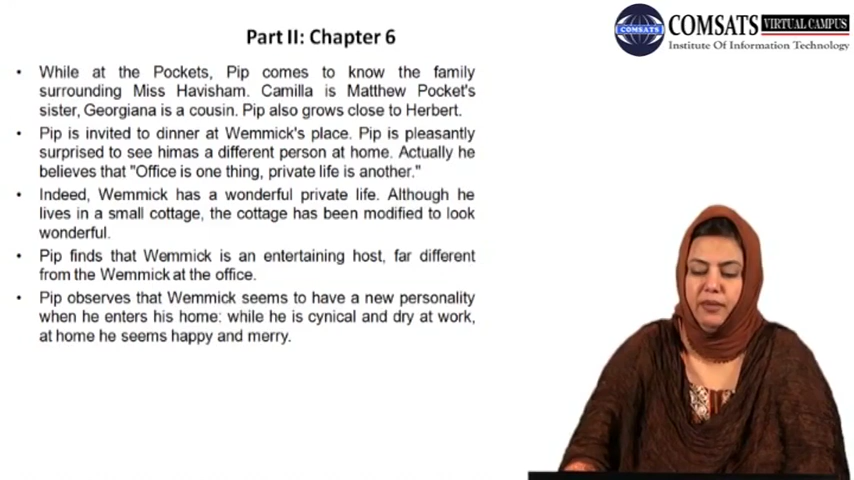 Part II: Chapter 6
COMSATS VIRTUAL CAMPUS
Institute Of Information Technology
COMSATS
• While at the Pockets, Pip comes to know the family
surrounding Miss Havisham. Camilla is Matthew Pocket's
sister, Georgiana is a cousin. Pip also grows close to Herbert.
• Pip is invited to dinner at Wemmick's place. Pip is pleasantly
surprised to see himas a different person at home. Actually he
believes that "Office is one thing, private life is another."
• Indeed, Wemmick has a wonderful private life. Although he
lives in a small cottage, the cottage has been modified to look
wonderful.
• Pip finds that Wemmick is an entertaining host, far different
from the Wemmick at the office.
• Pip observes that Wemmick seems to have a new personality
when he enters his home: while he is cynical and dry at work,
at home he seems happy and merry.